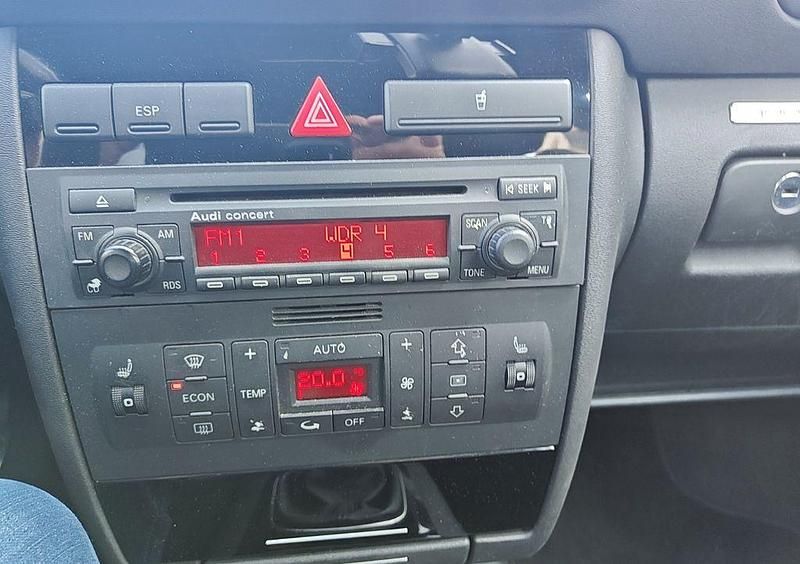 ESP
SEEK
Audi concert
FM AM
FM1 WDR 4
SCAN
1 2 3 4 5 6
CD RDS
TONE MENU
AUTO
+ +
20.0
ECON
TEMP
OFF